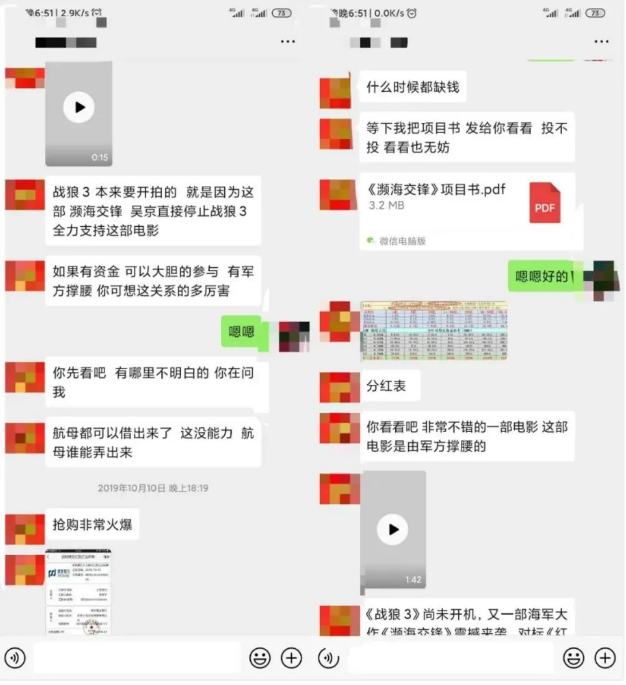 晚6:51 | 2.9K/s
73
0:15
战狼 3 本来要开拍的 就是因为这
部 濒海交锋 吴京直接停止战狼 3
全力支持这部电影
如果有资金 可以大胆的参与 有军
方撑腰 你可想这关系的多厉害
嗯嗯
你先看吧 有哪里不明白的 你在问
我
航母都可以借出来了 这没能力 航
母谁能弄出来
2019年10月10日 晚上18:19
抢购非常火爆
晚6:51 | 0.0K/s
73
什么时候都缺钱
等下我把项目书 发给你看看 投不
投 看看也无妨
《濒海交锋》项目书.pdf
3.2 MB
PDF
微信电脑版
嗯嗯好的
分红表
你看看吧 非常不错的一部电影 这部
电影是由军方撑腰的
1:42
《战狼 3》尚未开机，又一部海军大
作《濒海交锋》震撼来袭，对标《红